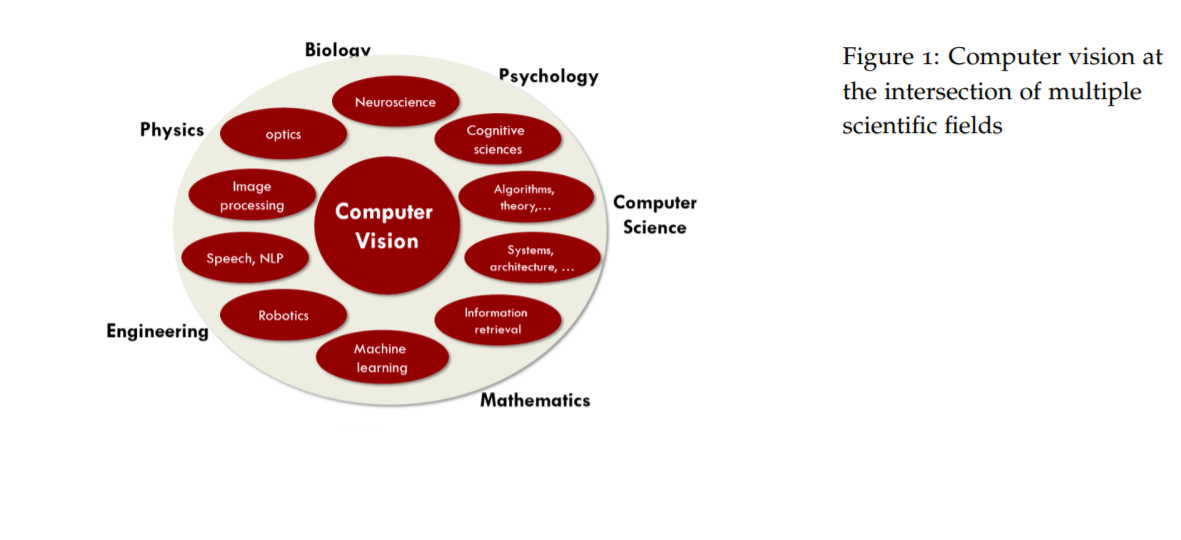 Biology
Psychology
Neuroscience
Physics
optics
Cognitive
sciences
Image
processing
Algorithms,
theory,...
Computer
Vision
Computer
Science
Speech, NLP
Systems,
architecture, ...
Robotics
Information
retrieval
Engineering
Machine
learning
Mathematics
Figure 1: Computer vision at
the intersection of multiple
scientific fields